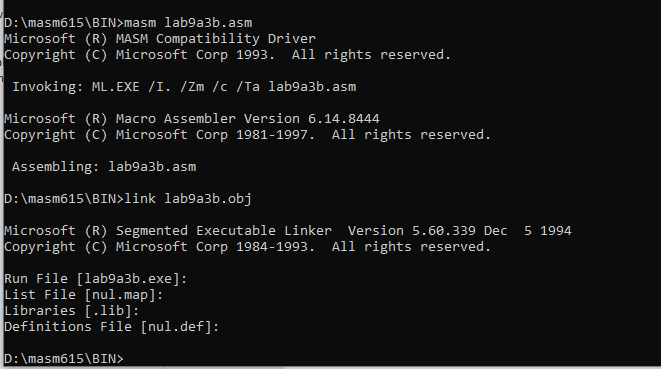 D:\masm615\BIN>masm lab9a3b.asm
Microsoft (R) MASM Compatibility Driver
Copyright (C) Microsoft Corp 1993.  All rights reserved.
 Invoking: ML.EXE /I. /Zm /c /Ta lab9a3b.asm
Microsoft (R) Macro Assembler Version 6.14.8444
Copyright (C) Microsoft Corp 1981-1997.  All rights reserved.
 Assembling: lab9a3b.asm
D:\masm615\BIN>link lab9a3b.obj
Microsoft (R) Segmented Executable Linker  Version 5.60.339 Dec  5 1994
Copyright (C) Microsoft Corp 1984-1993.  All rights reserved.
Run File [lab9a3b.exe]:
List File [nul.map]:
Libraries [.lib]:
Definitions File [nul.def]:
D:\masm615\BIN>